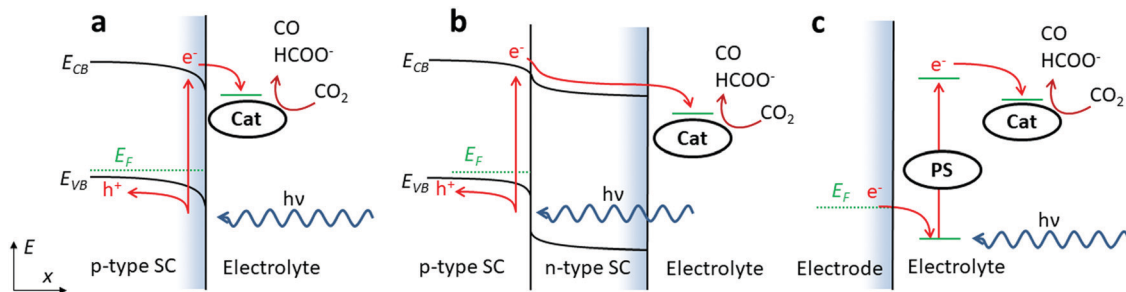 a
CO
HCOO⁻
E_CB
e⁻
CO₂
Cat
E_F
E_VB
h⁺
hν
E
x
p-type SC
Electrolyte
b
CO
HCOO⁻
E_CB
e⁻
CO₂
Cat
E_F
E_VB
h⁺
hν
p-type SC
n-type SC
Electrolyte
c
CO
HCOO⁻
e⁻
CO₂
Cat
PS
E_F
e⁻
hν
Electrode
Electrolyte